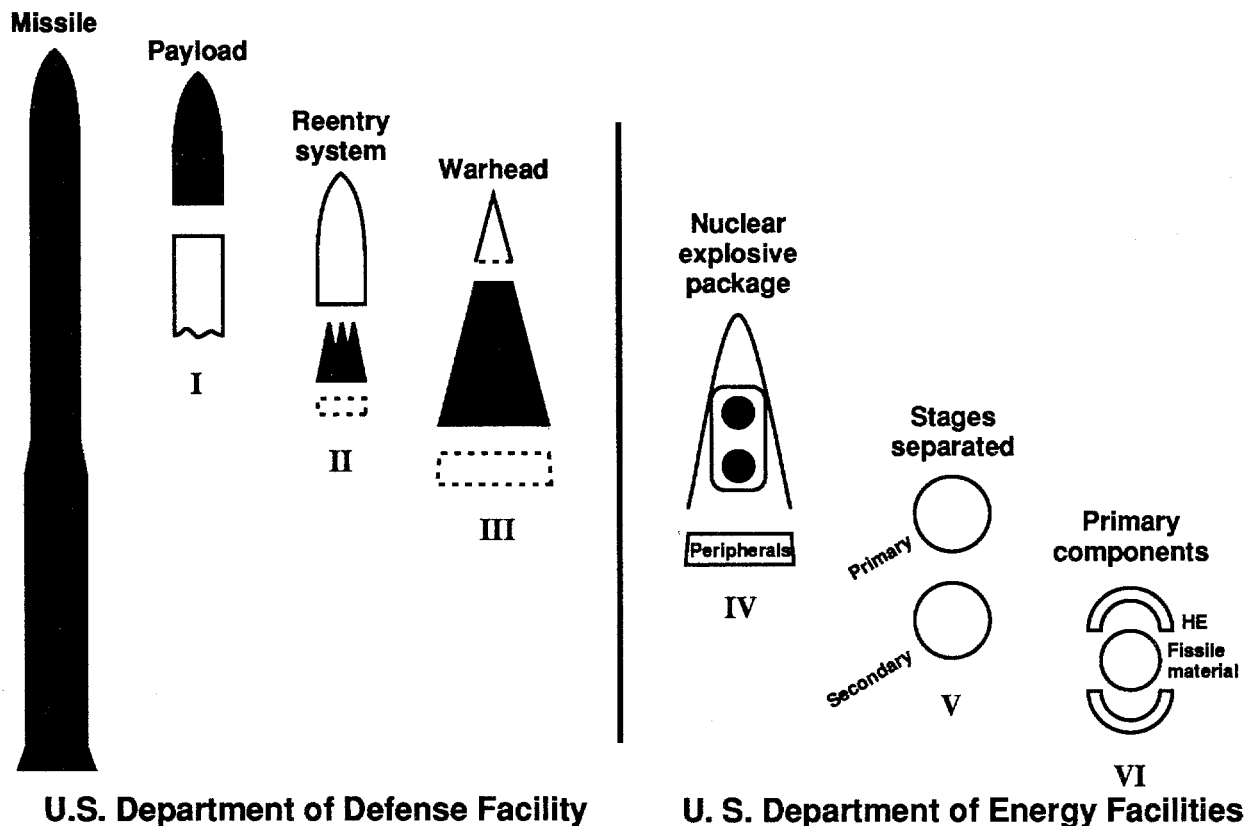 Missile
Payload
Reentry
system
Warhead
Nuclear
explosive
package
Stages
separated
Primary
components
I
II
III
Peripherals
IV
Primary
Secondary
V
HE
Fissile
material
VI
U.S. Department of Defense Facility
U. S. Department of Energy Facilities